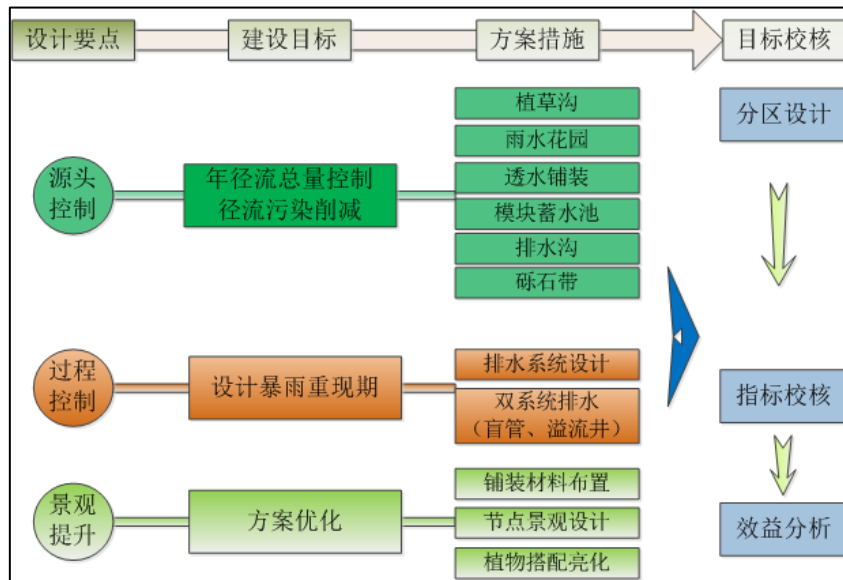 设计要点
建设目标
方案措施
目标校核
源头
控制
年径流总量控制
径流污染削减
植草沟
雨水花园
透水铺装
模块蓄水池
排水沟
砾石带
分区设计
过程
控制
设计暴雨重现期
排水系统设计
双系统排水
（盲管、溢流井）
指标校核
景观
提升
方案优化
铺装材料布置
节点景观设计
植物搭配亮化
效益分析